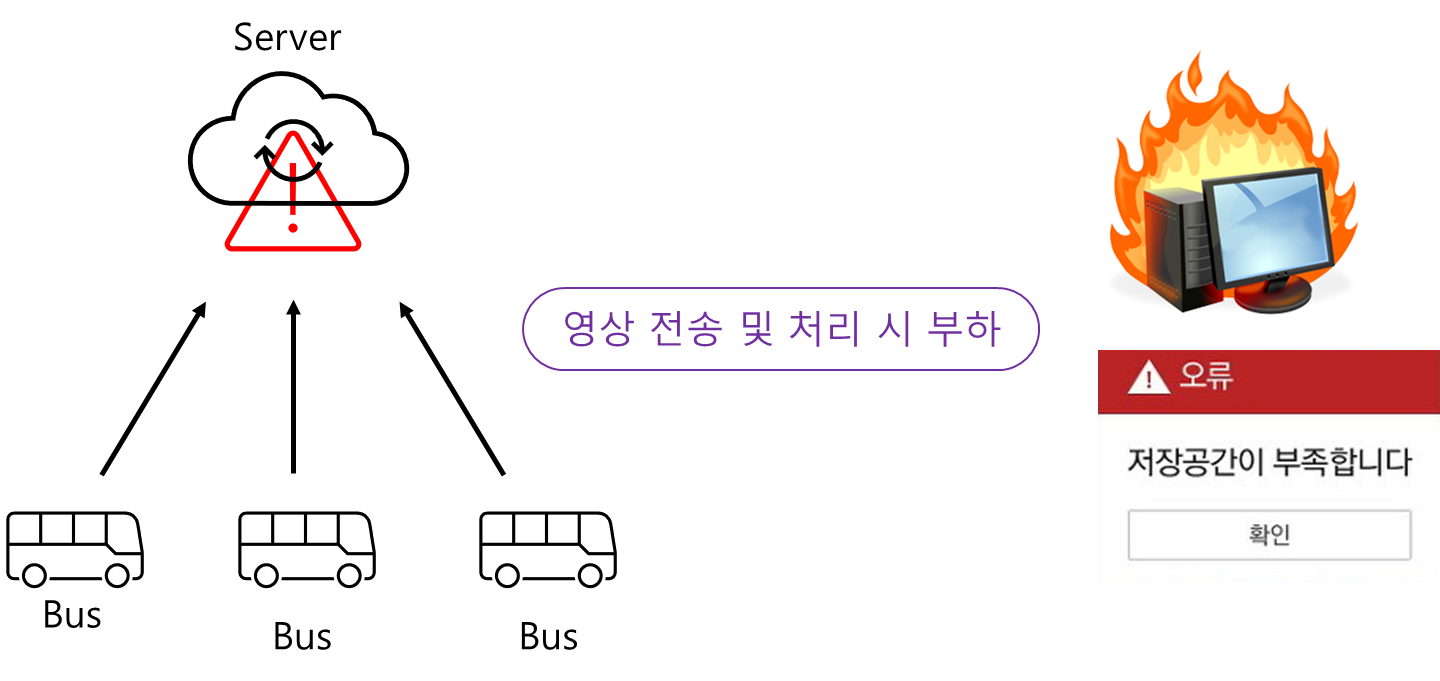 Server
영상 전송 및 처리 시 부하
오류
저장공간이 부족합니다
확인
Bus
Bus
Bus